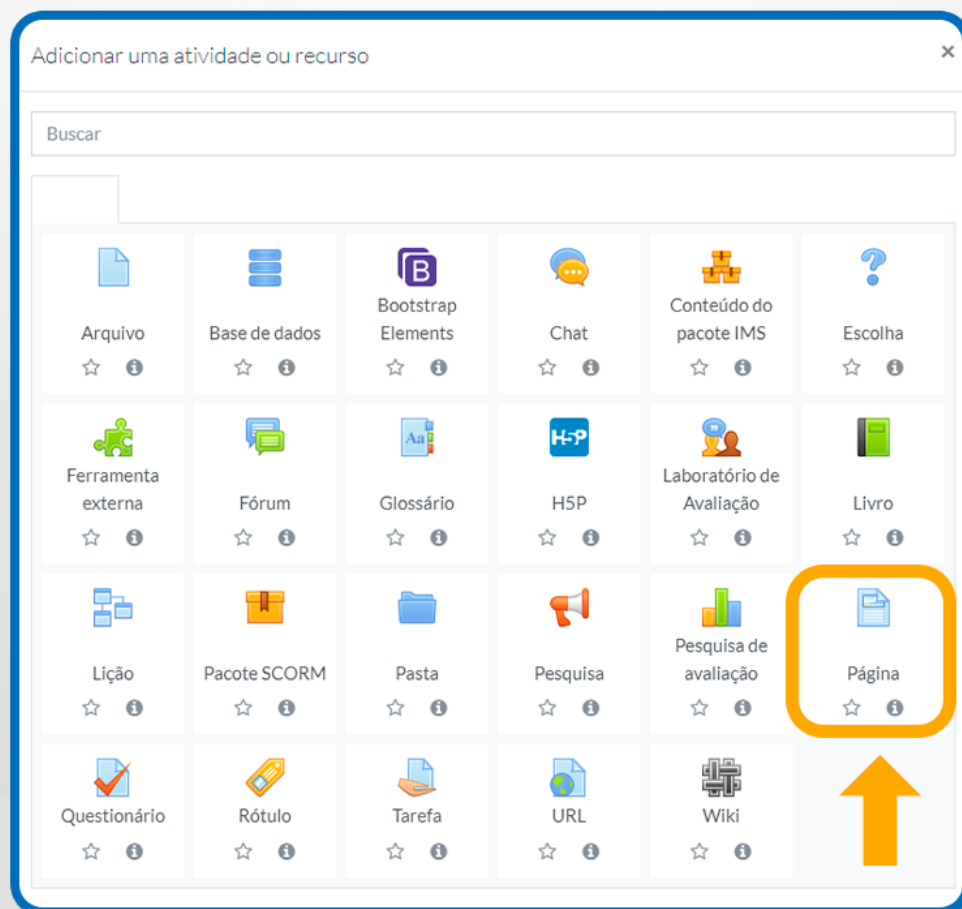 Adicionar uma atividade ou recurso
×
Buscar
Arquivo
Base de dados
B
Bootstrap
Elements
Chat
Conteúdo do
pacote IMS
Escolha
Ferramenta
externa
Fórum
Aa
Glossário
H5P
H5P
Laboratório de
Avaliação
Livro
Lição
Pacote SCORM
Pasta
Pesquisa
Pesquisa de
avaliação
Página
Questionário
Rótulo
Tarefa
URL
Wiki